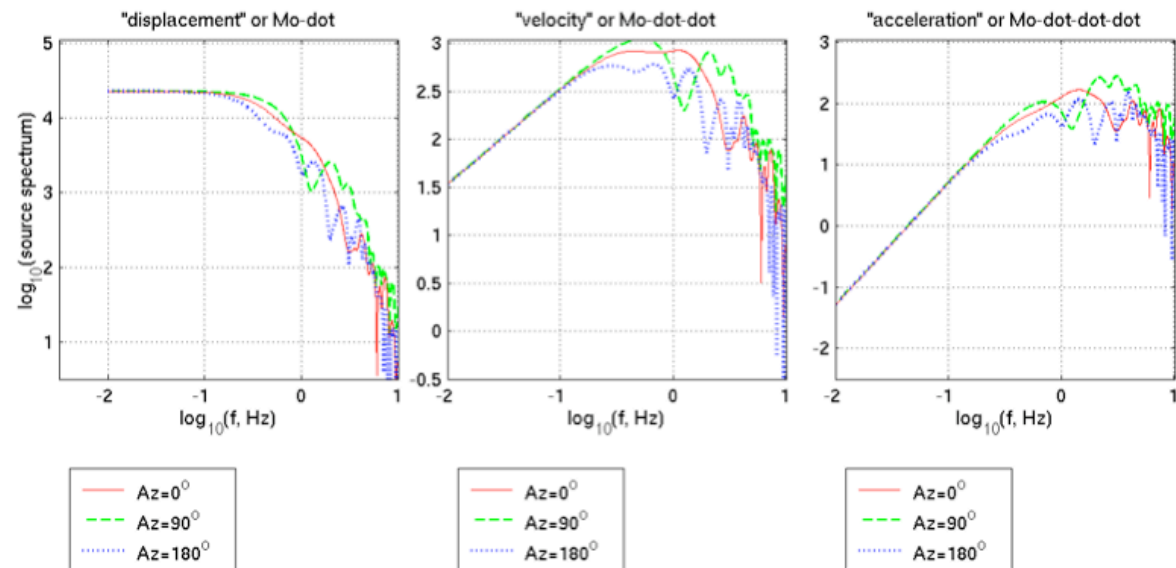 "displacement" or Mo-dot
"velocity" or Mo-dot-dot
"acceleration" or Mo-dot-dot-dot
log10(source spectrum)
5
4
3
2
1
-2
-1
0
1
log10(f, Hz)
3
2.5
2
1.5
1
0.5
0
-0.5
-2
-1
0
1
log10(f, Hz)
3
2
1
0
-1
-2
-2
-1
0
1
log10(f, Hz)
Az=0°
Az=90°
Az=180°
Az=0°
Az=90°
Az=180°
Az=0°
Az=90°
Az=180°